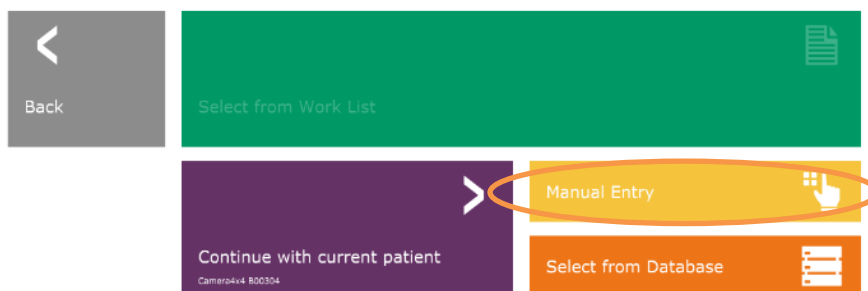 Back
Select from Work List
Manual Entry
Continue with current patient
Camera4x4 B00304
Select from Database